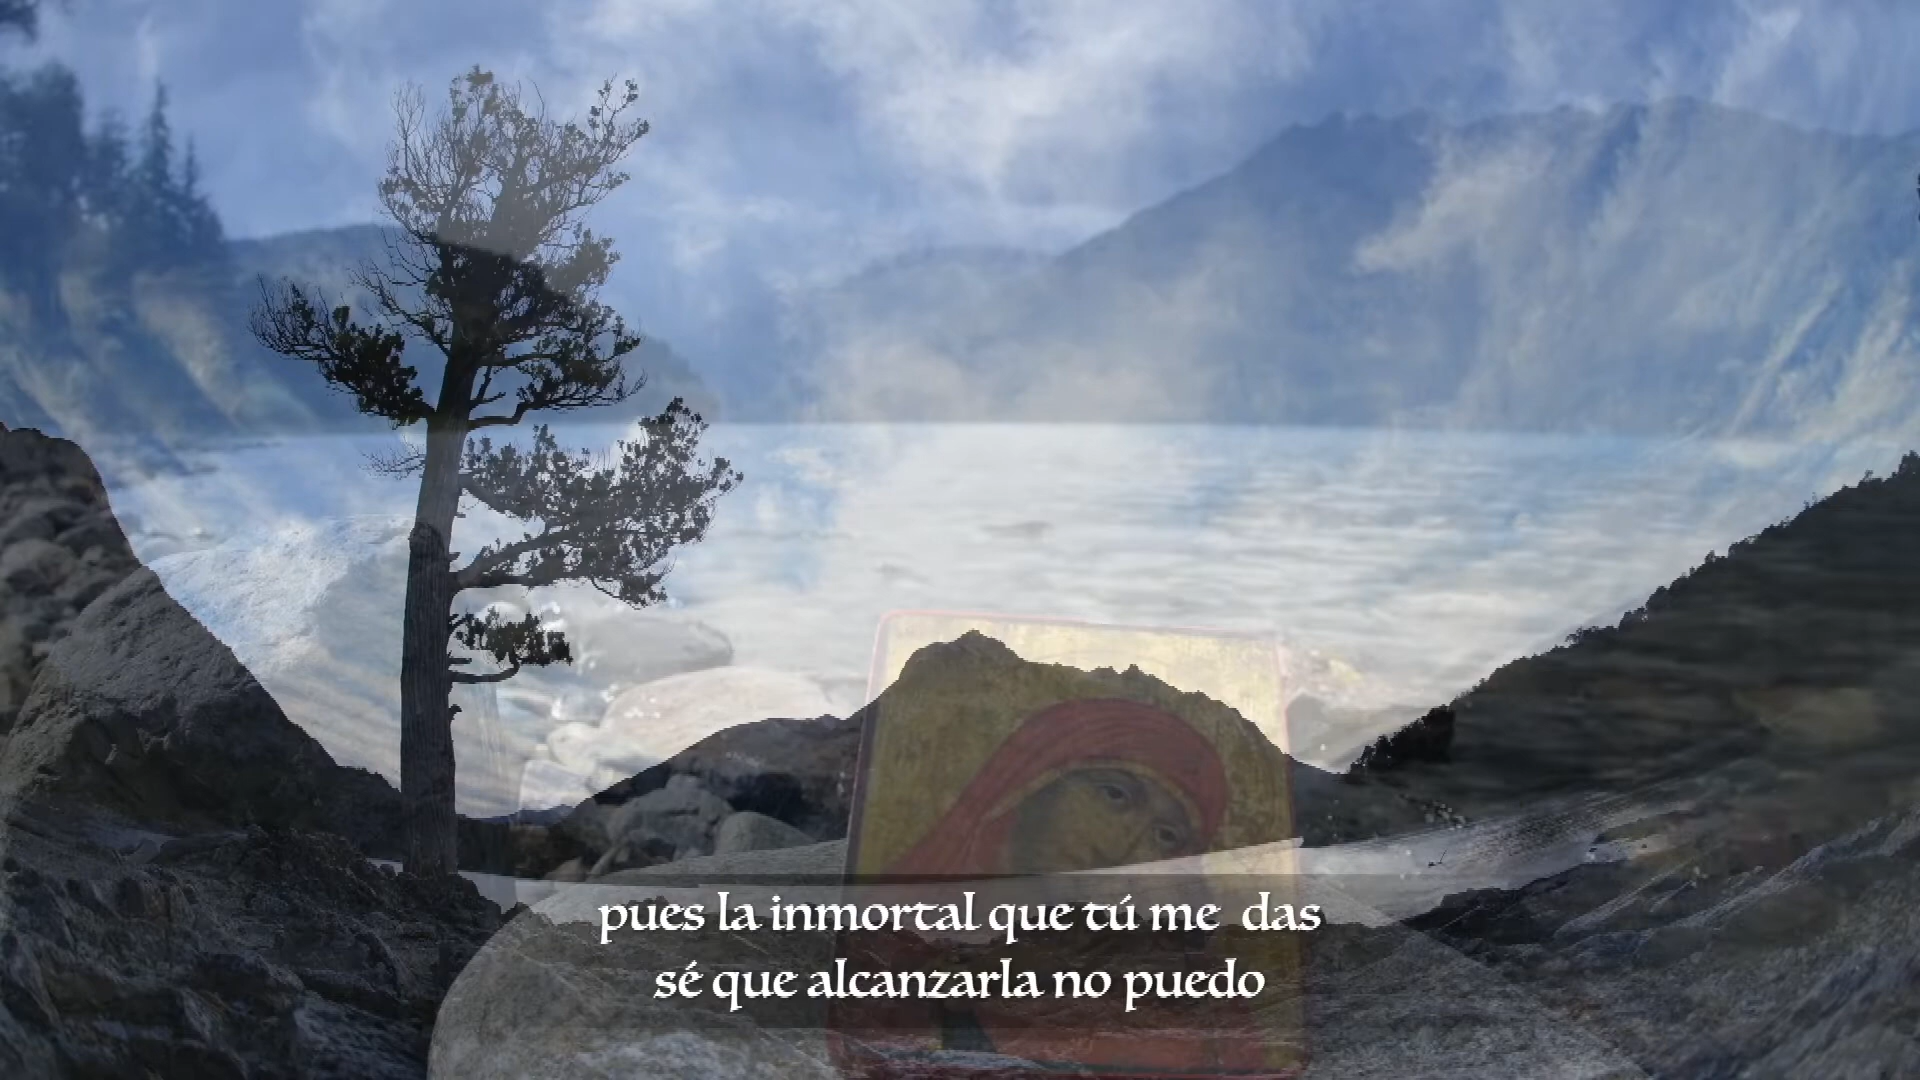 pues la inmortal que tú me das
sé que alcanzarla no puedo